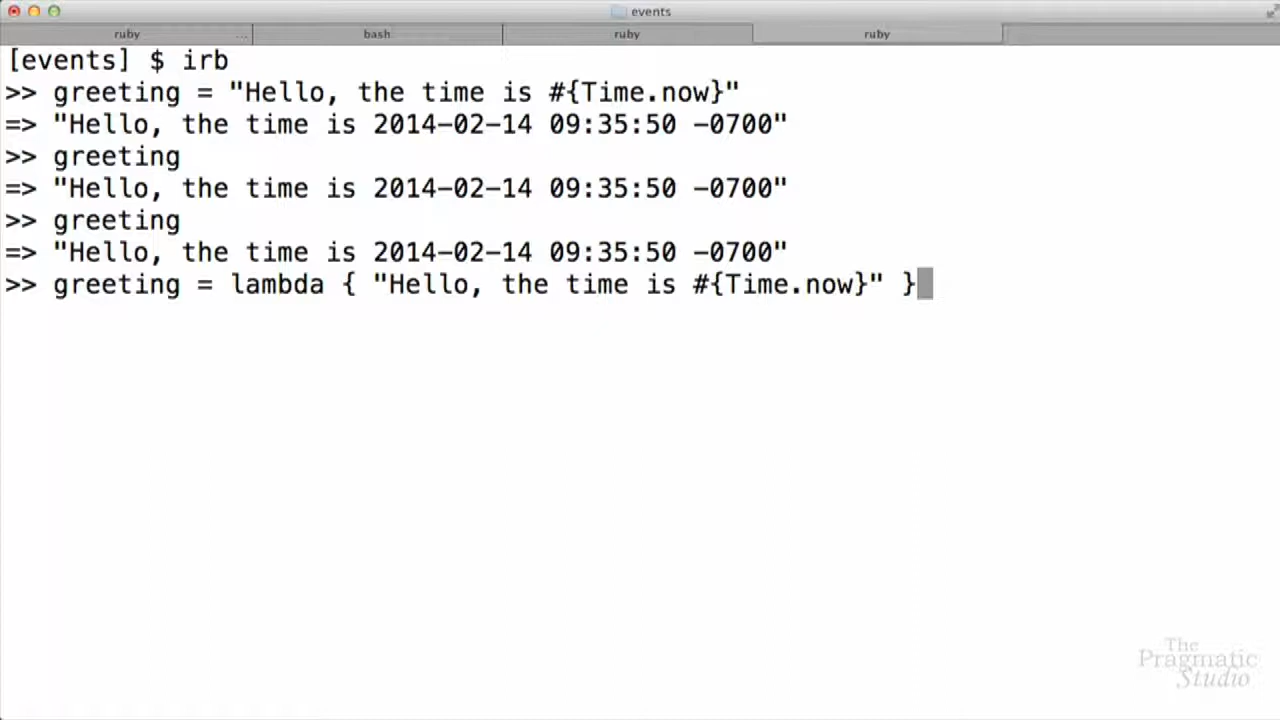 events
ruby ... bash ruby ruby
[events] $ irb
>> greeting = "Hello, the time is #{Time.now}"
=> "Hello, the time is 2014-02-14 09:35:50 -0700"
>> greeting
=> "Hello, the time is 2014-02-14 09:35:50 -0700"
>> greeting
=> "Hello, the time is 2014-02-14 09:35:50 -0700"
>> greeting = lambda { "Hello, the time is #{Time.now}" }
The
Pragmatic
Studio